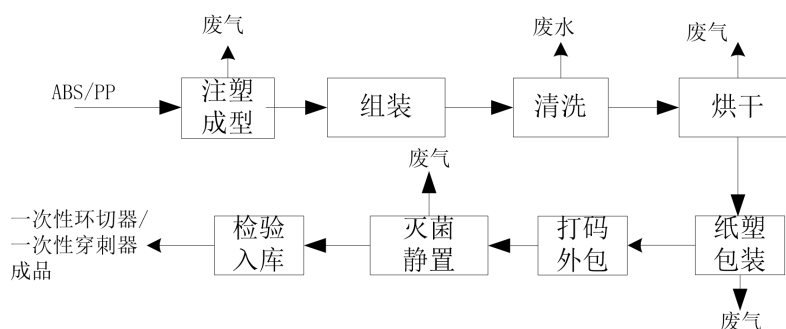 废气
废水
废气
ABS/PP
注塑
成型
组装
清洗
烘干
废气
一次性环切器/
一次性穿刺器
成品
检验
入库
灭菌
静置
打码
外包
纸塑
包装
废气